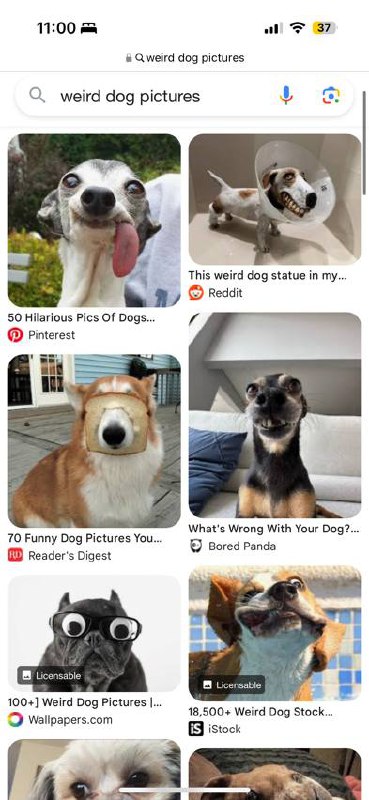 11:00
37
weird dog pictures
weird dog pictures
50 Hilarious Pics Of Dogs...
Pinterest
This weird dog statue in my...
Reddit
70 Funny Dog Pictures You...
RD
Reader's Digest
What's Wrong With Your Dog?...
Bored Panda
Licensable
100+] Weird Dog Pictures |...
Wallpapers.com
Licensable
18,500+ Weird Dog Stock...
iS
iStock